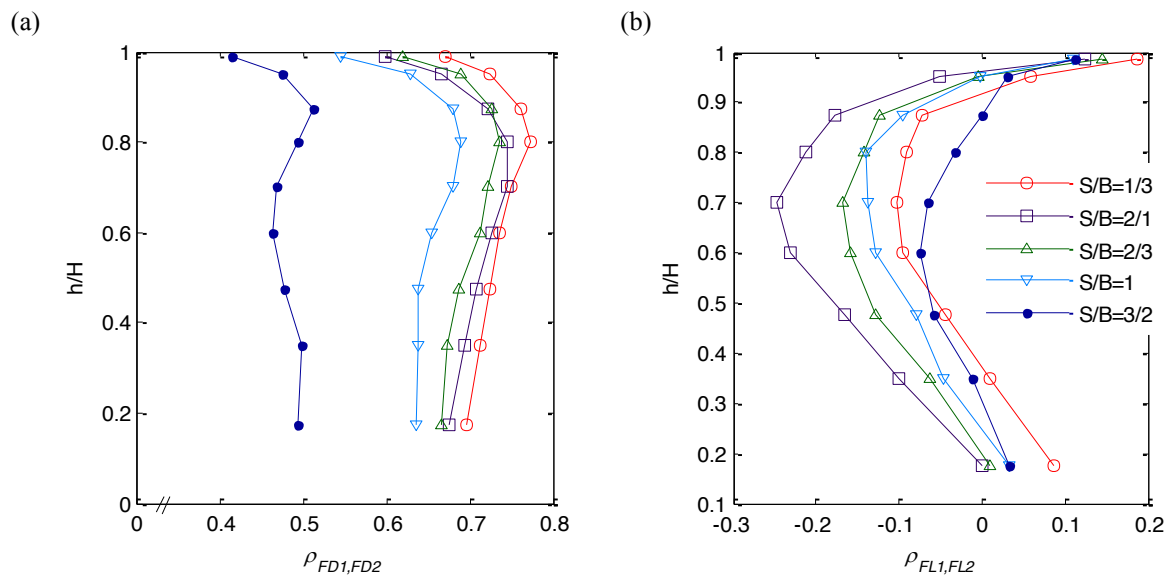 (a)
(b)
1
0.8
0.6
0.4
0.2
0
h/H
0 0.4 0.5 0.6 0.7 0.8
ρFD1,FD2
1
0.9
0.8
0.7
0.6
0.5
0.4
0.3
0.2
0.1
h/H
-0.3 -0.2 -0.1 0 0.1 0.2
ρFL1,FL2
S/B=1/3
S/B=2/1
S/B=2/3
S/B=1
S/B=3/2